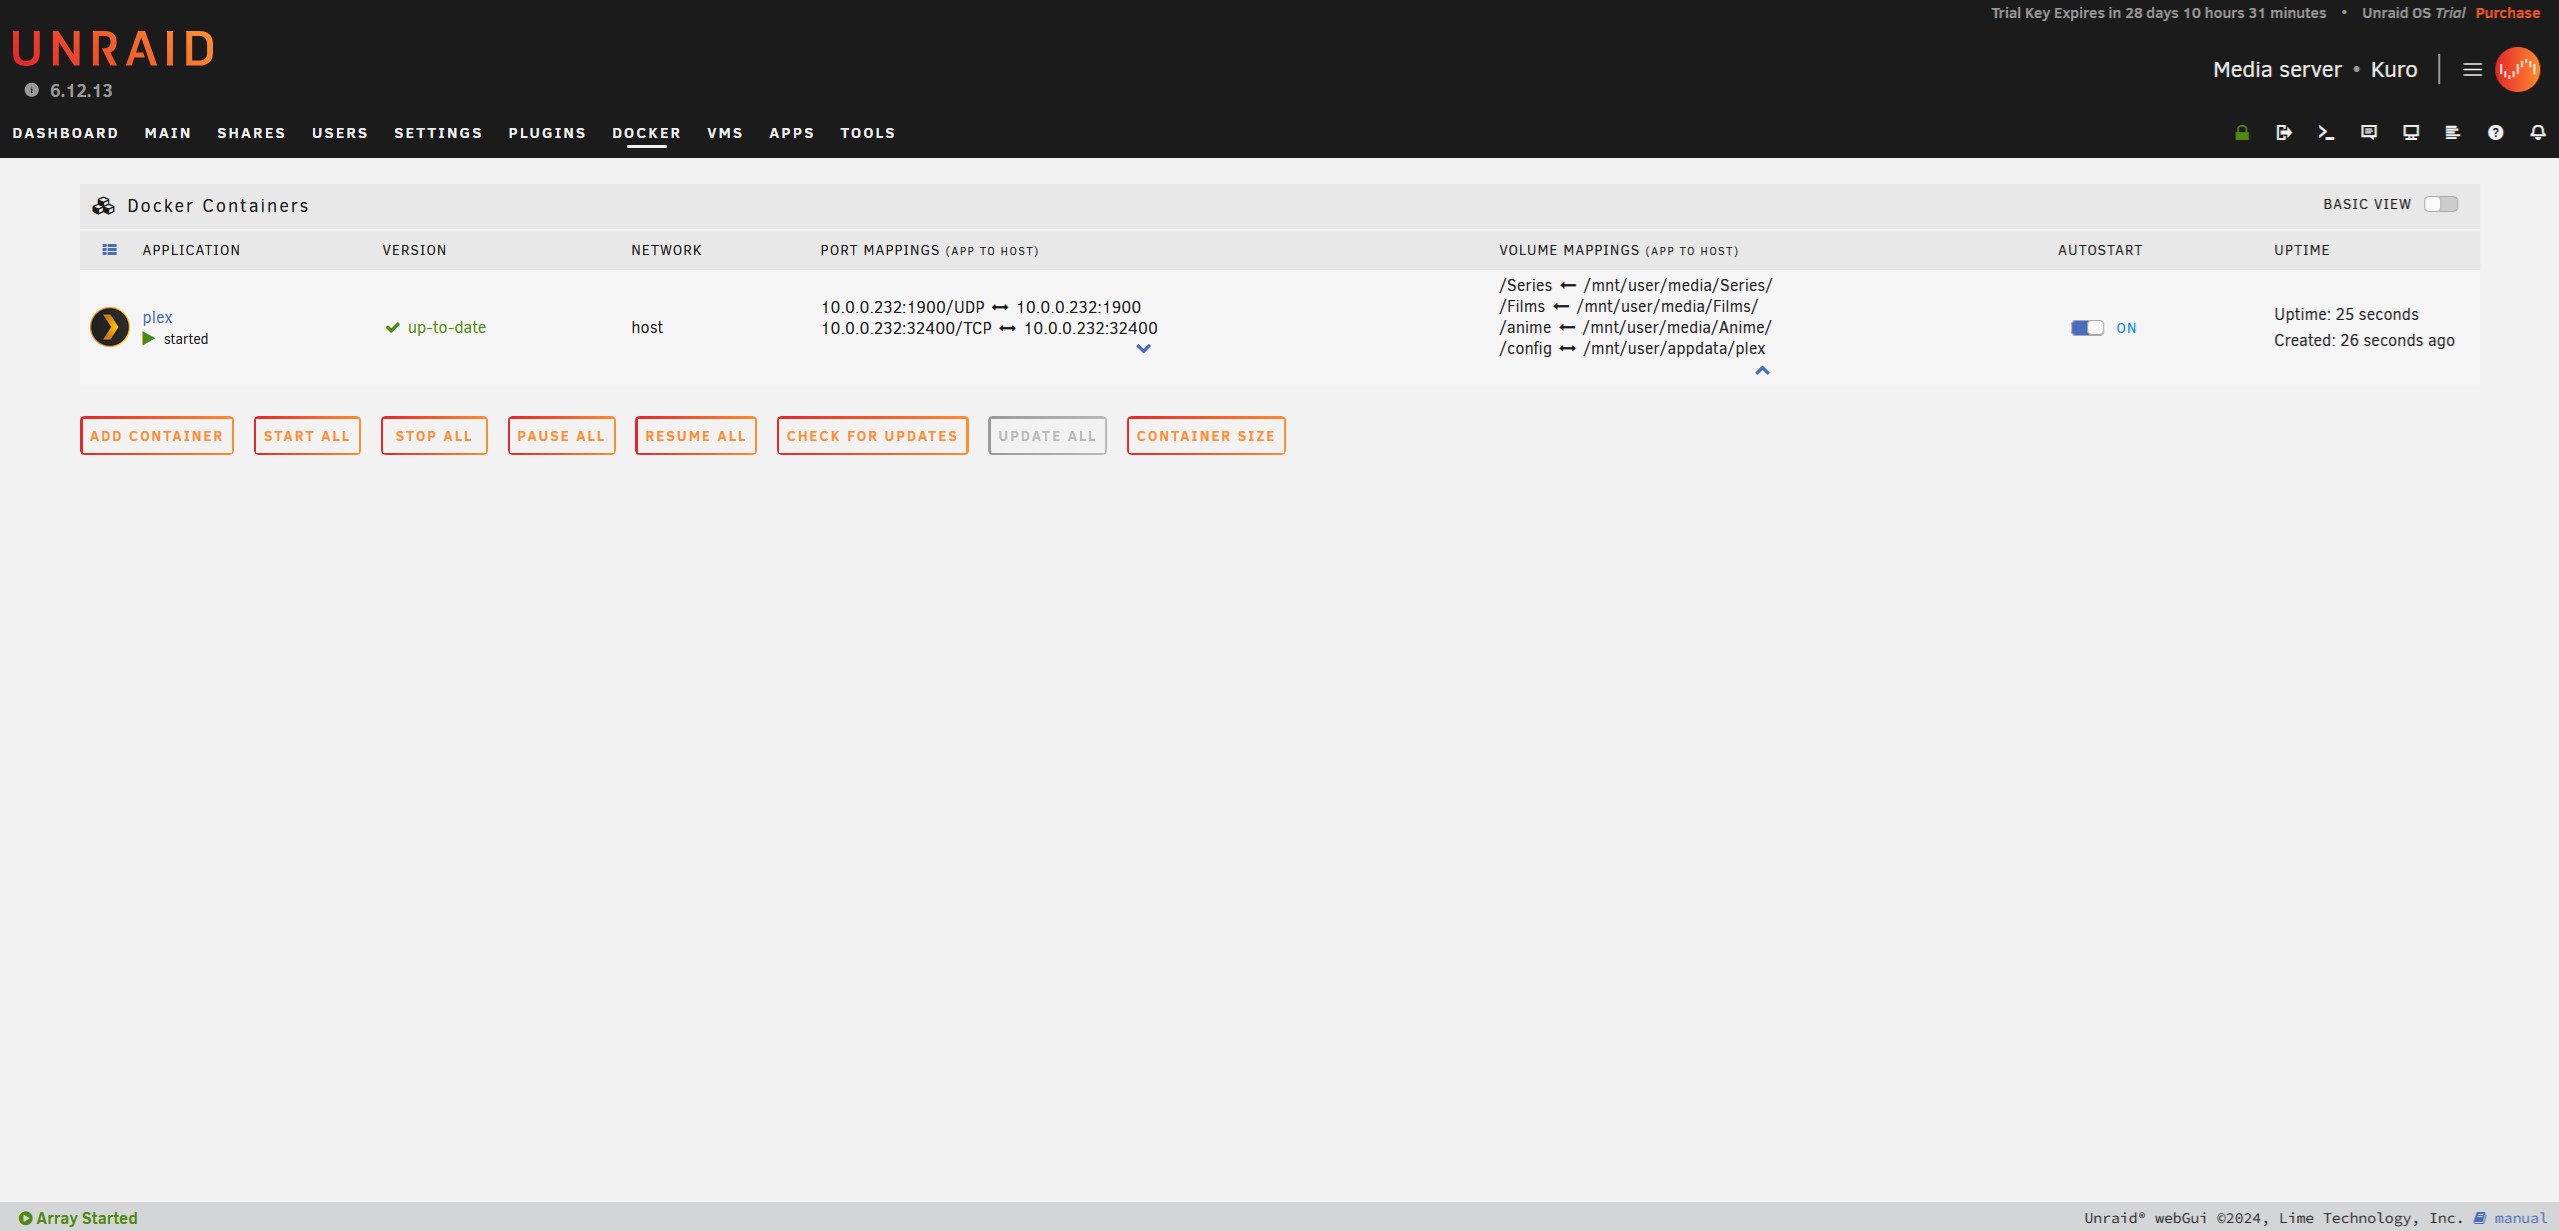 Trial Key Expires in 28 days 10 hours 31 minutes • Unraid OS Trial Purchase
UNRAID
6.12.13
Media server • Kuro
DASHBOARD MAIN SHARES USERS SETTINGS PLUGINS DOCKER VMS APPS TOOLS
Docker Containers
BASIC VIEW
APPLICATION VERSION NETWORK PORT MAPPINGS (APP TO HOST) VOLUME MAPPINGS (APP TO HOST) AUTOSTART UPTIME
plex
started
up-to-date
host
10.0.0.232:1900/UDP ↔ 10.0.0.232:1900
10.0.0.232:32400/TCP ↔ 10.0.0.232:32400
/Series ← /mnt/user/media/Series/
/Films ← /mnt/user/media/Films/
/anime ← /mnt/user/media/Anime/
/config ↔ /mnt/user/appdata/plex
ON
Uptime: 25 seconds
Created: 26 seconds ago
ADD CONTAINER START ALL STOP ALL PAUSE ALL RESUME ALL CHECK FOR UPDATES UPDATE ALL CONTAINER SIZE
Array Started
Unraid® webGui ©2024, Lime Technology, Inc. manual